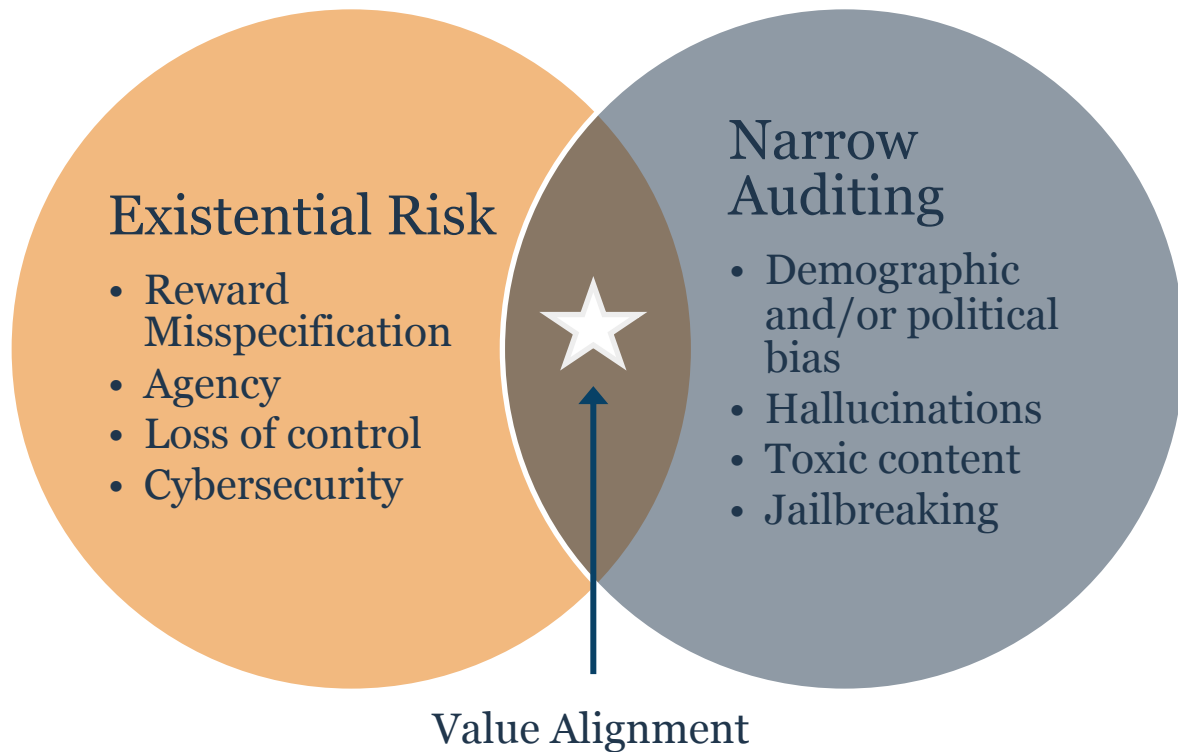 Existential Risk
• Reward
Misspecification
• Agency
• Loss of control
• Cybersecurity
Narrow
Auditing
• Demographic
and/or political
bias
• Hallucinations
• Toxic content
• Jailbreaking
Value Alignment